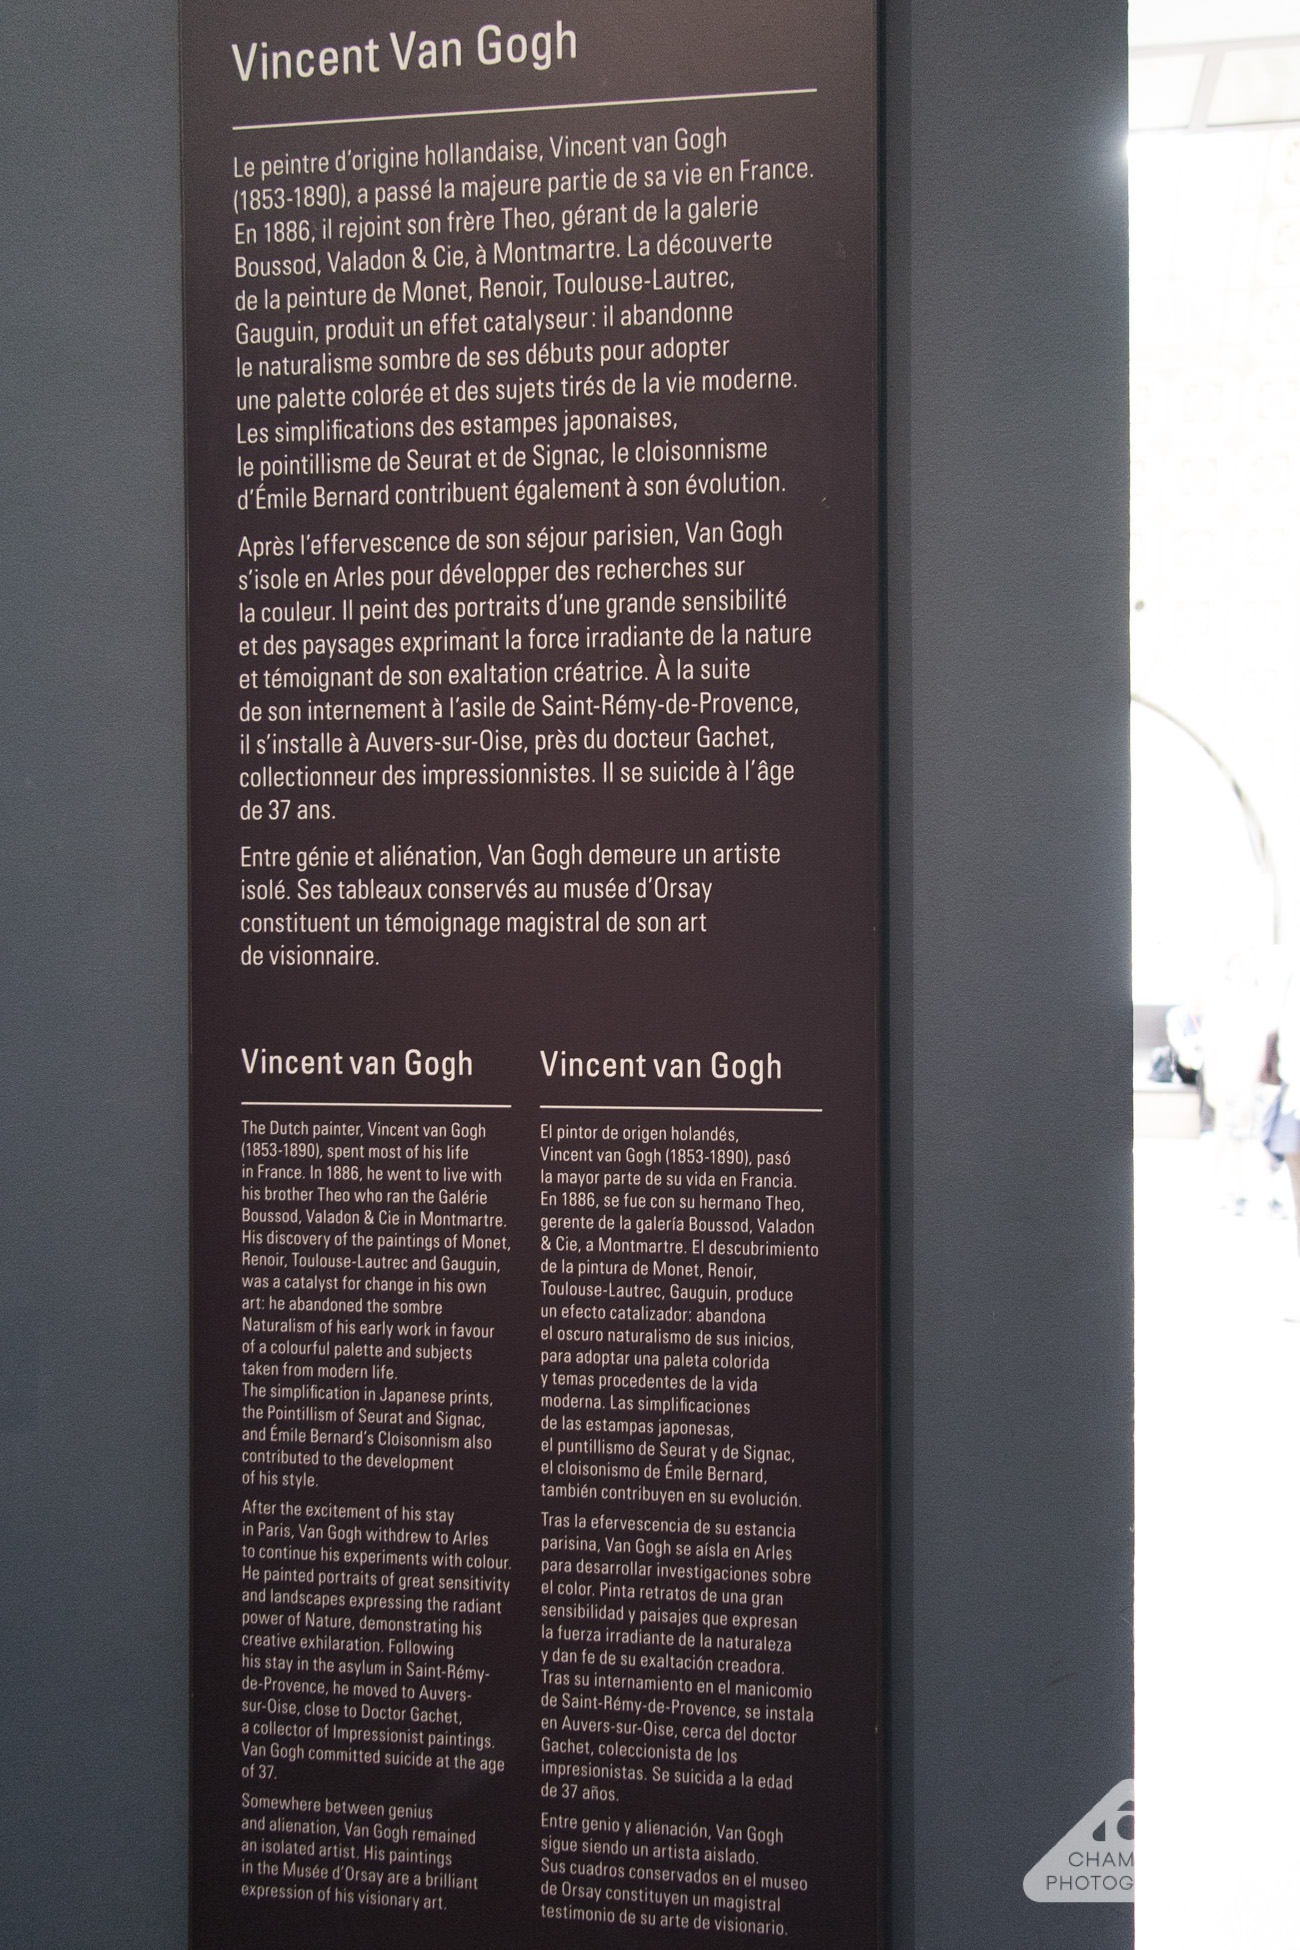 Vincent Van Gogh
Le peintre d'origine hollandaise, Vincent van Gogh
(1853-1890), a passé la majeure partie de sa vie en France.
En 1886, il rejoint son frère Theo, gérant de la galerie
Boussod, Valadon & Cie, à Montmartre. La découverte
de la peinture de Monet, Renoir, Toulouse-Lautrec,
Gauguin, produit un effet catalyseur : il abandonne
le naturalisme sombre de ses débuts pour adopter
une palette colorée et des sujets tirés de la vie moderne.
Les simplifications des estampes japonaises,
le pointillisme de Seurat et de Signac, le cloisonnisme
d'Émile Bernard contribuent également à son évolution.
Après l'effervescence de son séjour parisien, Van Gogh
s'isole en Arles pour développer des recherches sur
la couleur. Il peint des portraits d'une grande sensibilité
et des paysages exprimant la force irradiante de la nature
et témoignant de son exaltation créatrice. À la suite
de son internement à l'asile de Saint-Rémy-de-Provence,
il s'installe à Auvers-sur-Oise, près du docteur Gachet,
collectionneur des impressionnistes. Il se suicide à l'âge
de 37 ans.
Entre génie et aliénation, Van Gogh demeure un artiste
isolé. Ses tableaux conservés au musée d'Orsay
constituent un témoignage magistral de son art
de visionnaire.
Vincent van Gogh
The Dutch painter, Vincent van Gogh
(1853-1890), spent most of his life
in France. In 1886, he went to live with
his brother Theo who ran the Galérie
Boussod, Valadon & Cie in Montmartre.
His discovery of the paintings of Monet,
Renoir, Toulouse-Lautrec and Gauguin,
was a catalyst for change in his own
art: he abandoned the sombre
Naturalism of his early work in favour
of a colourful palette and subjects
taken from modern life.
The simplification in Japanese prints,
the Pointillism of Seurat and Signac,
and Émile Bernard's Cloisonnism also
contributed to the development
of his style.
After the excitement of his stay
in Paris, Van Gogh withdrew to Arles
to continue his experiments with colour.
He painted portraits of great sensitivity
and landscapes expressing the radiant
power of Nature, demonstrating his
creative exhilaration. Following
his stay in the asylum in Saint-Rémy-
de-Provence, he moved to Auvers-
sur-Oise, close to Doctor Gachet,
a collector of Impressionist paintings.
Van Gogh committed suicide at the age
of 37.
Somewhere between genius
and alienation, Van Gogh remained
an isolated artist. His paintings
in the Musée d'Orsay are a brilliant
expression of his visionary art.
Vincent van Gogh
El pintor de origen holandés,
Vincent van Gogh (1853-1890), pasó
la mayor parte de su vida en Francia.
En 1886, se fue con su hermano Theo,
gerente de la galería Boussod, Valadon
& Cie, a Montmartre. El descubrimiento
de la pintura de Monet, Renoir,
Toulouse-Lautrec, Gauguin, produce
un efecto catalizador: abandona
el oscuro naturalismo de sus inicios,
para adoptar una paleta colorida
y temas procedentes de la vida
moderna. Las simplificaciones
de las estampas japonesas,
el puntillismo de Seurat y de Signac,
el cloisonismo de Émile Bernard,
también contribuyen en su evolución.
Tras la efervescencia de su estancia
parisina, Van Gogh se aísla en Arles
para desarrollar investigaciones sobre
el color. Pinta retratos de una gran
sensibilidad y paisajes que expresan
la fuerza irradiante de la naturaleza
y dan fe de su exaltación creadora.
Tras su internamiento en el manicomio
de Saint-Rémy-de-Provence, se instala
en Auvers-sur-Oise, cerca del doctor
Gachet, coleccionista de los
impresionistas. Se suicida a la edad
de 37 años.
Entre genio y alienación, Van Gogh
sigue siendo un artista aislado.
Sus cuadros conservados en el museo
de Orsay constituyen un magistral
testimonio de su arte de visionario.
CHAM
PHOTOG